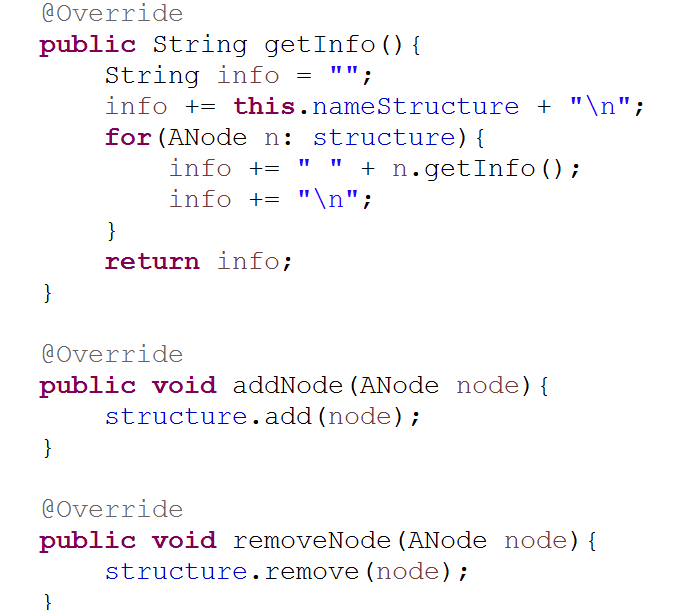 @Override
public String getInfo(){
    String info = "";
    info += this.nameStructure + "\n";
    for(ANode n: structure){
        info += " " + n.getInfo();
        info += "\n";
    }
    return info;
}

@Override
public void addNode(ANode node){
    structure.add(node);
}

@Override
public void removeNode(ANode node){
    structure.remove(node);
}